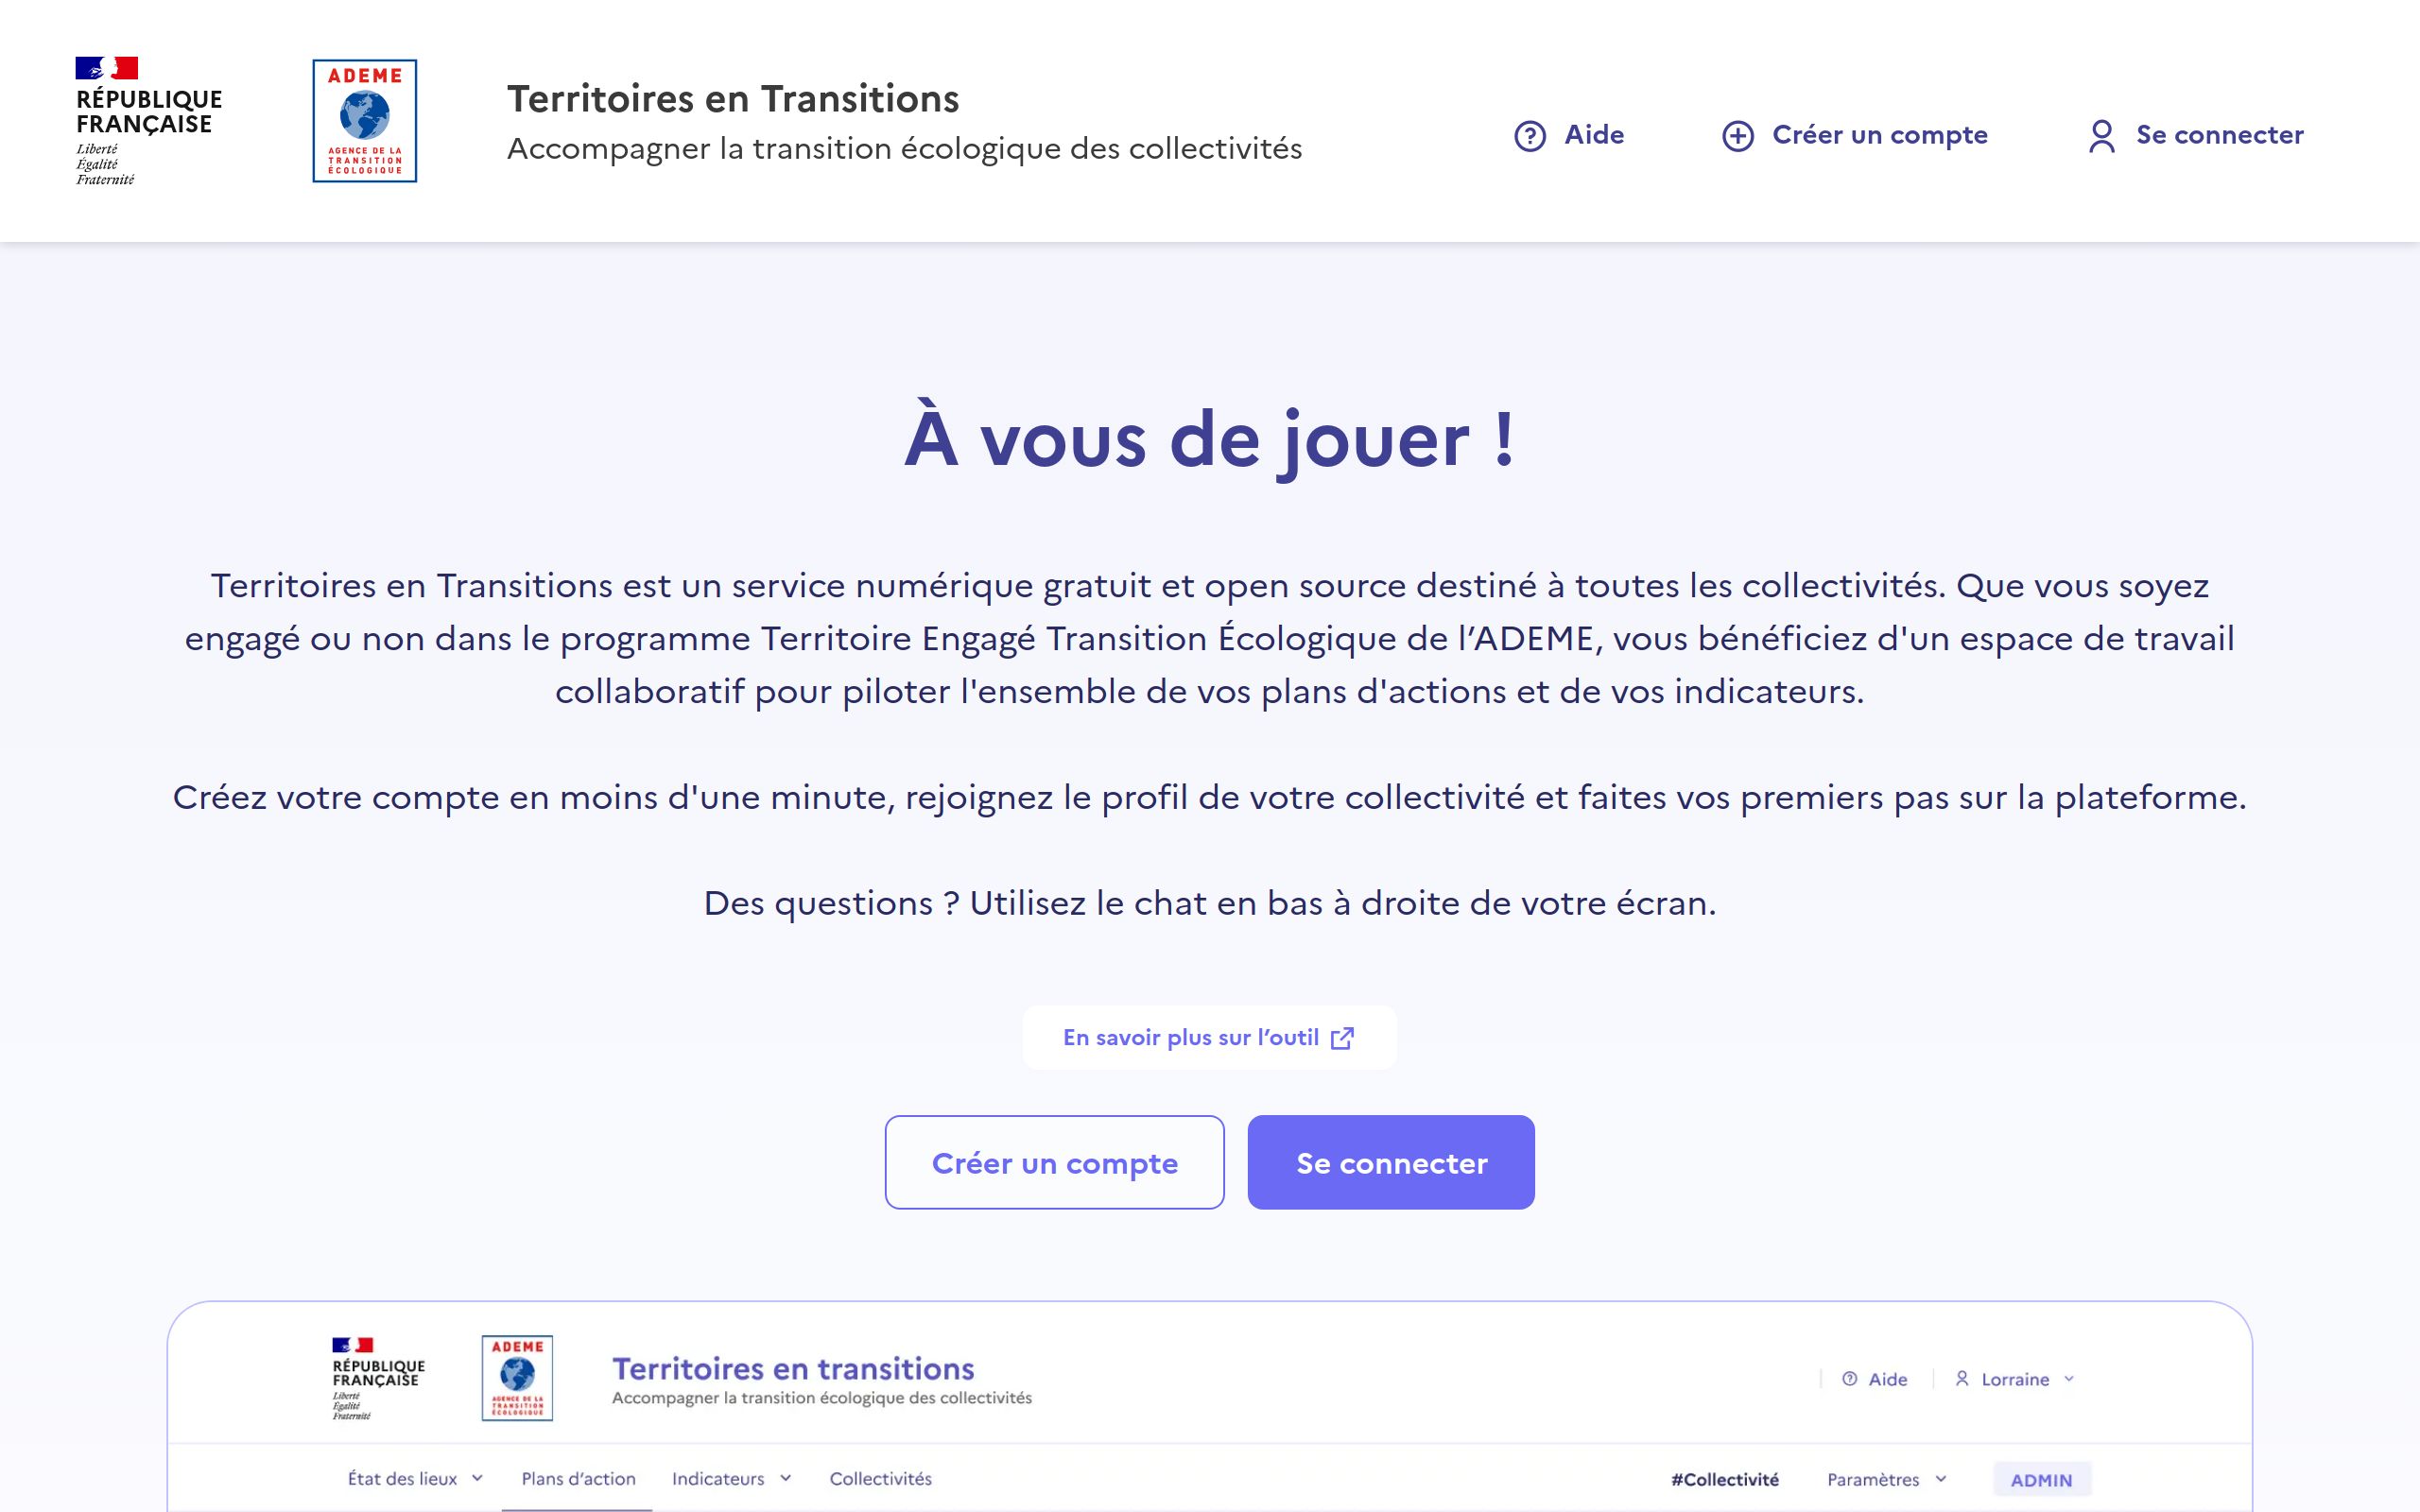 RÉPUBLIQUE
FRANÇAISE
Liberté
Égalité
Fraternité
ADEME
AGENCE DE LA
TRANSITION
ÉCOLOGIQUE
Territoires en Transitions
Accompagner la transition écologique des collectivités
Aide
Créer un compte
Se connecter
À vous de jouer !
Territoires en Transitions est un service numérique gratuit et open source destiné à toutes les collectivités. Que vous soyez
engagé ou non dans le programme Territoire Engagé Transition Écologique de l’ADEME, vous bénéficiez d'un espace de travail
collaboratif pour piloter l'ensemble de vos plans d'actions et de vos indicateurs.
Créez votre compte en moins d'une minute, rejoignez le profil de votre collectivité et faites vos premiers pas sur la plateforme.
Des questions ? Utilisez le chat en bas à droite de votre écran.
En savoir plus sur l’outil
Créer un compte
Se connecter
RÉPUBLIQUE
FRANÇAISE
Liberté
Égalité
Fraternité
ADEME
AGENCE DE LA
TRANSITION
ÉCOLOGIQUE
Territoires en transitions
Accompagner la transition écologique des collectivités
Aide
Lorraine
État des lieux
Plans d’action
Indicateurs
Collectivités
#Collectivité
Paramètres
ADMIN